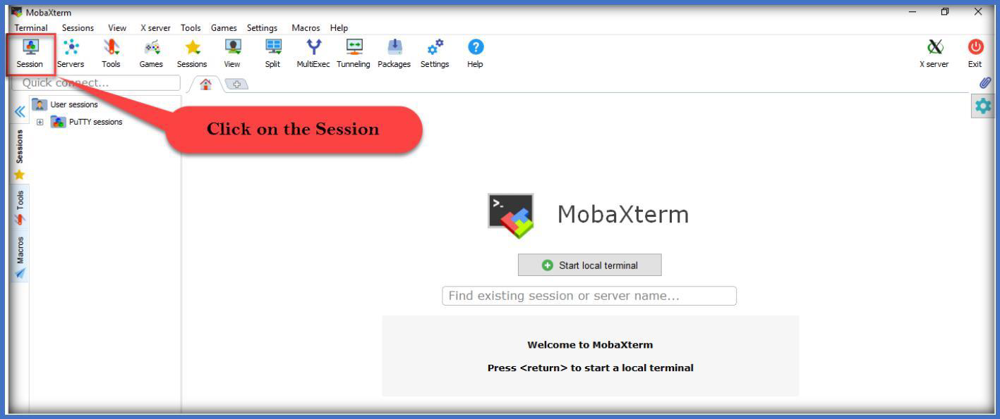 MobaXterm
Terminal Sessions View X server Tools Games Settings Macros Help
Session Servers Tools Games Sessions View Split MultiExec Tunneling Packages Settings Help X server Exit
Quick connect...
User sessions
PuTTY sessions
Sessions
Tools
Macros
Click on the Session
>_
MobaXterm
Start local terminal
Find existing session or server name...
Welcome to MobaXterm
Press <return> to start a local terminal